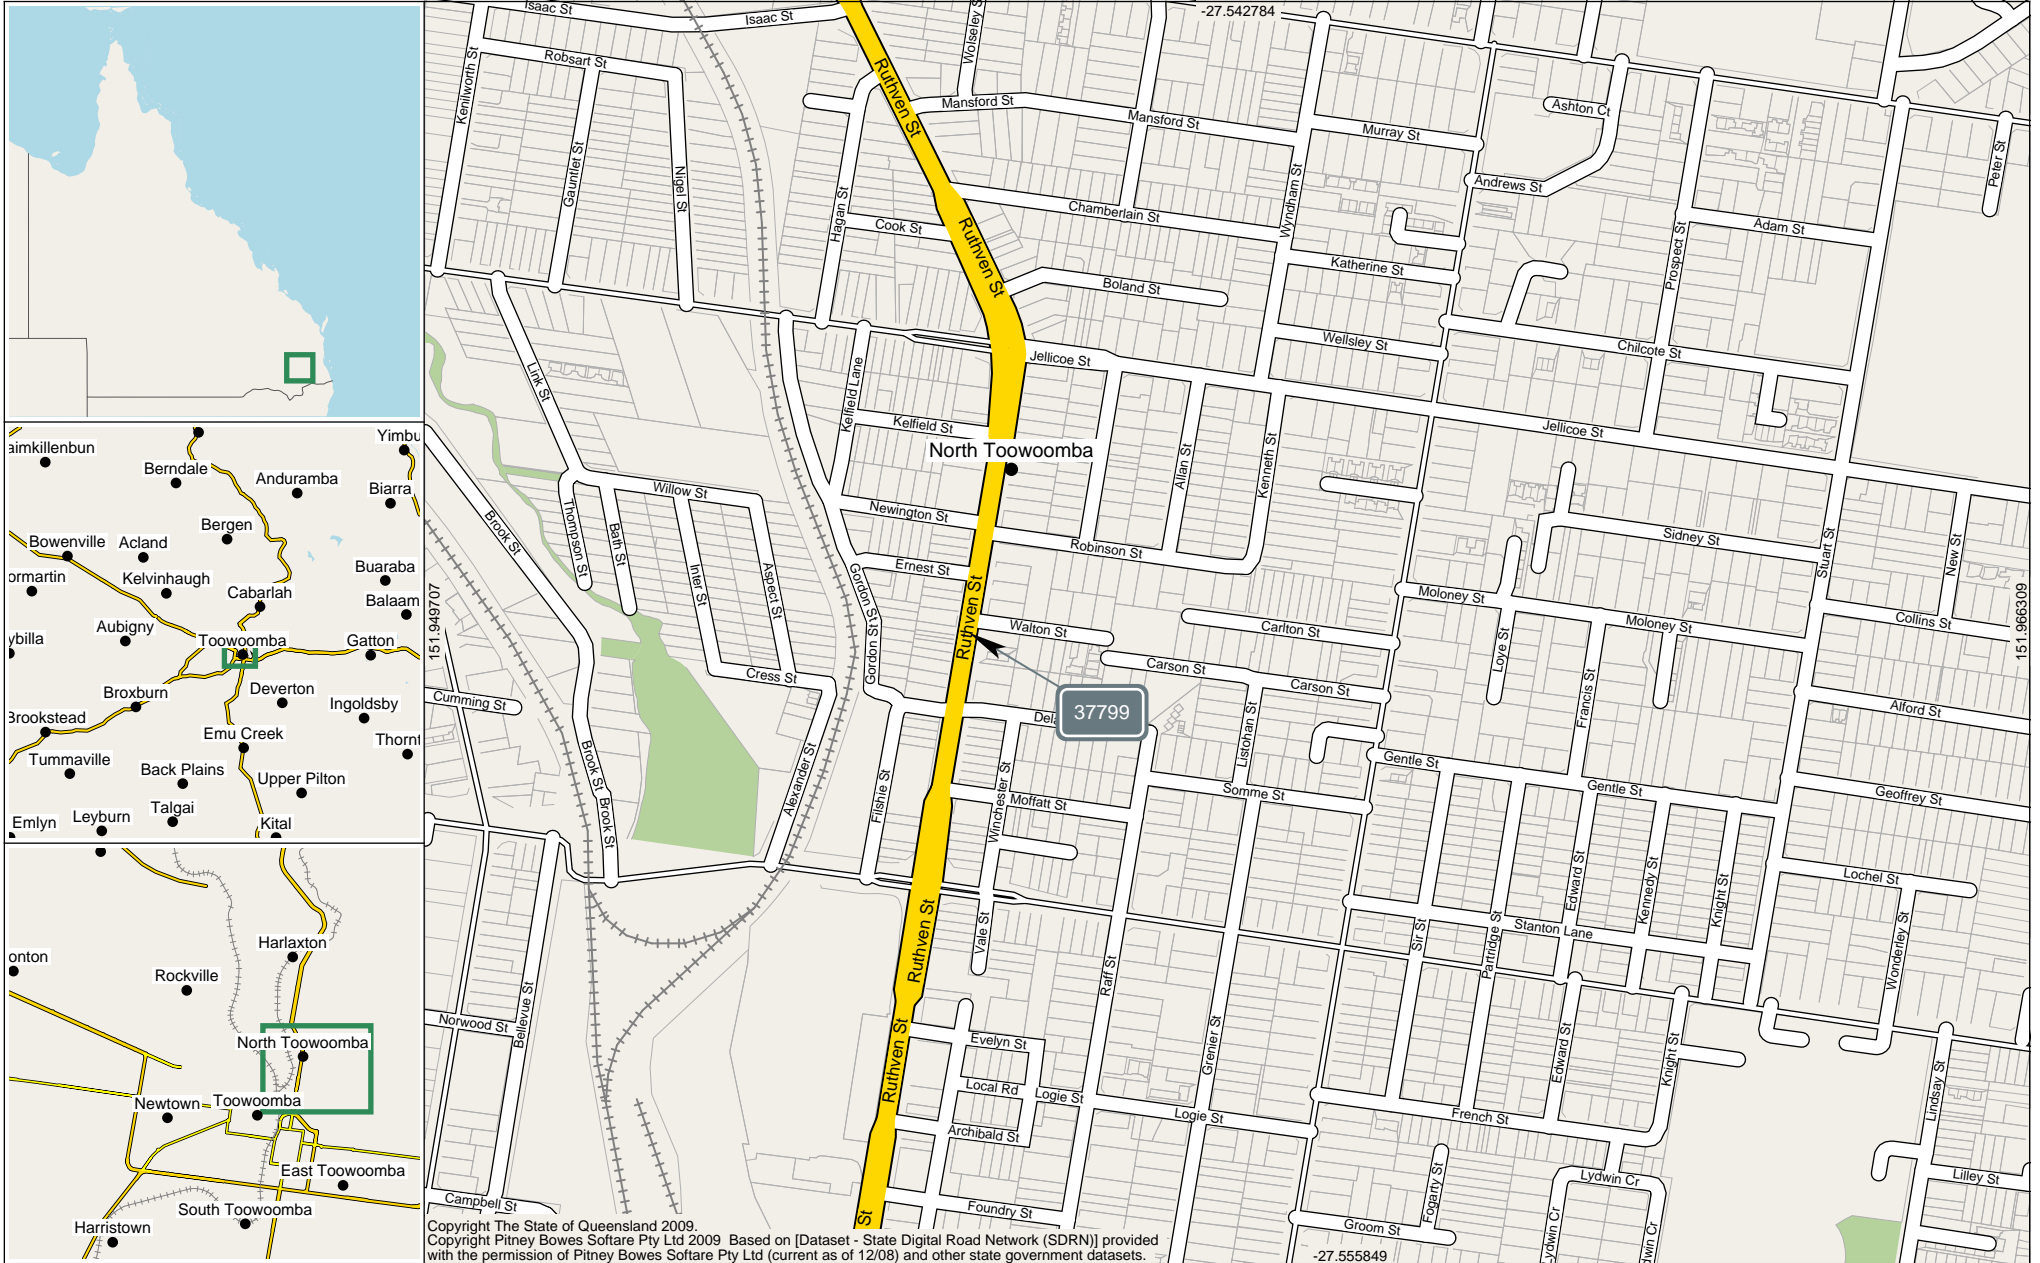 aimkillenbun
Yimbu
Berndale
Anduramba
Biarra
Bergen
Bowenville
Acland
Buaraba
ormartin
Kelvinhaugh
Cabarlah
Balaam
Aubigny
ybilla
Toowoomba
Gatton
Broxburn
Deverton
Ingoldsby
Brookstead
Emu Creek
Thornt
Tummaville
Back Plains
Upper Pilton
Talgai
Leyburn
Emlyn
Kital
Harlaxton
onton
Rockville
North Toowoomba
Newtown
Toowoomba
East Toowoomba
South Toowoomba
Harristown
-27.542784
Isaac St
Isaac St
Wolseley S
Robsart St
Kenilworth St
Ruthven St
Mansford St
Mansford St
Murray St
Ashton Ct
Peter St
Gauntlet St
Nigel St
Hagan St
Cook St
Ruthven St
Chamberlain St
Wyndham St
Andrews St
Prospect St
Adam St
Katherine St
Boland St
Wellsley St
Chilcote St
Jellicoe St
Link St
Kelfield Lane
Kelfield St
Jellicoe St
North Toowoomba
Allan St
Kenneth St
Willow St
Thompson St
Bath St
Brook St
Newington St
Robinson St
Sidney St
Stuart St
New St
Ernest St
Inter St
Aspect St
Gordon St
Gordon St
Ruthven St
151.949707
151.966309
Moloney St
Moloney St
Collins St
Walton St
Carlton St
Loye St
Cress St
Carson St
Carson St
Francis St
Cumming St
37799
Dela
Alford St
Listohan St
Gentle St
Gentle St
Brook St
Brook St
Alexander St
Filshie St
Winchester St
Moffatt St
Somme St
Geoffrey St
Edward St
Kennedy St
Knight St
Lochel St
Vale St
Ruthven St
Raff St
Sir St
Partridge St
Stanton Lane
Wonderley St
Norwood St
Bellevue St
Ruthven St
Evelyn St
Grenier St
Edward St
Knight St
Local Rd
Logie St
Logie St
French St
Lindsay St
Archibald St
Fogarty St
Lydwin Cr
Lilley St
Campbell St
St
Foundry St
Groom St
ydwin Cr
dwin Cr
-27.555849
Copyright The State of Queensland 2009.
Copyright Pitney Bowes Softare Pty Ltd 2009 Based on [Dataset - State Digital Road Network (SDRN)] provided
with the permission of Pitney Bowes Softare Pty Ltd (current as of 12/08) and other state government datasets.